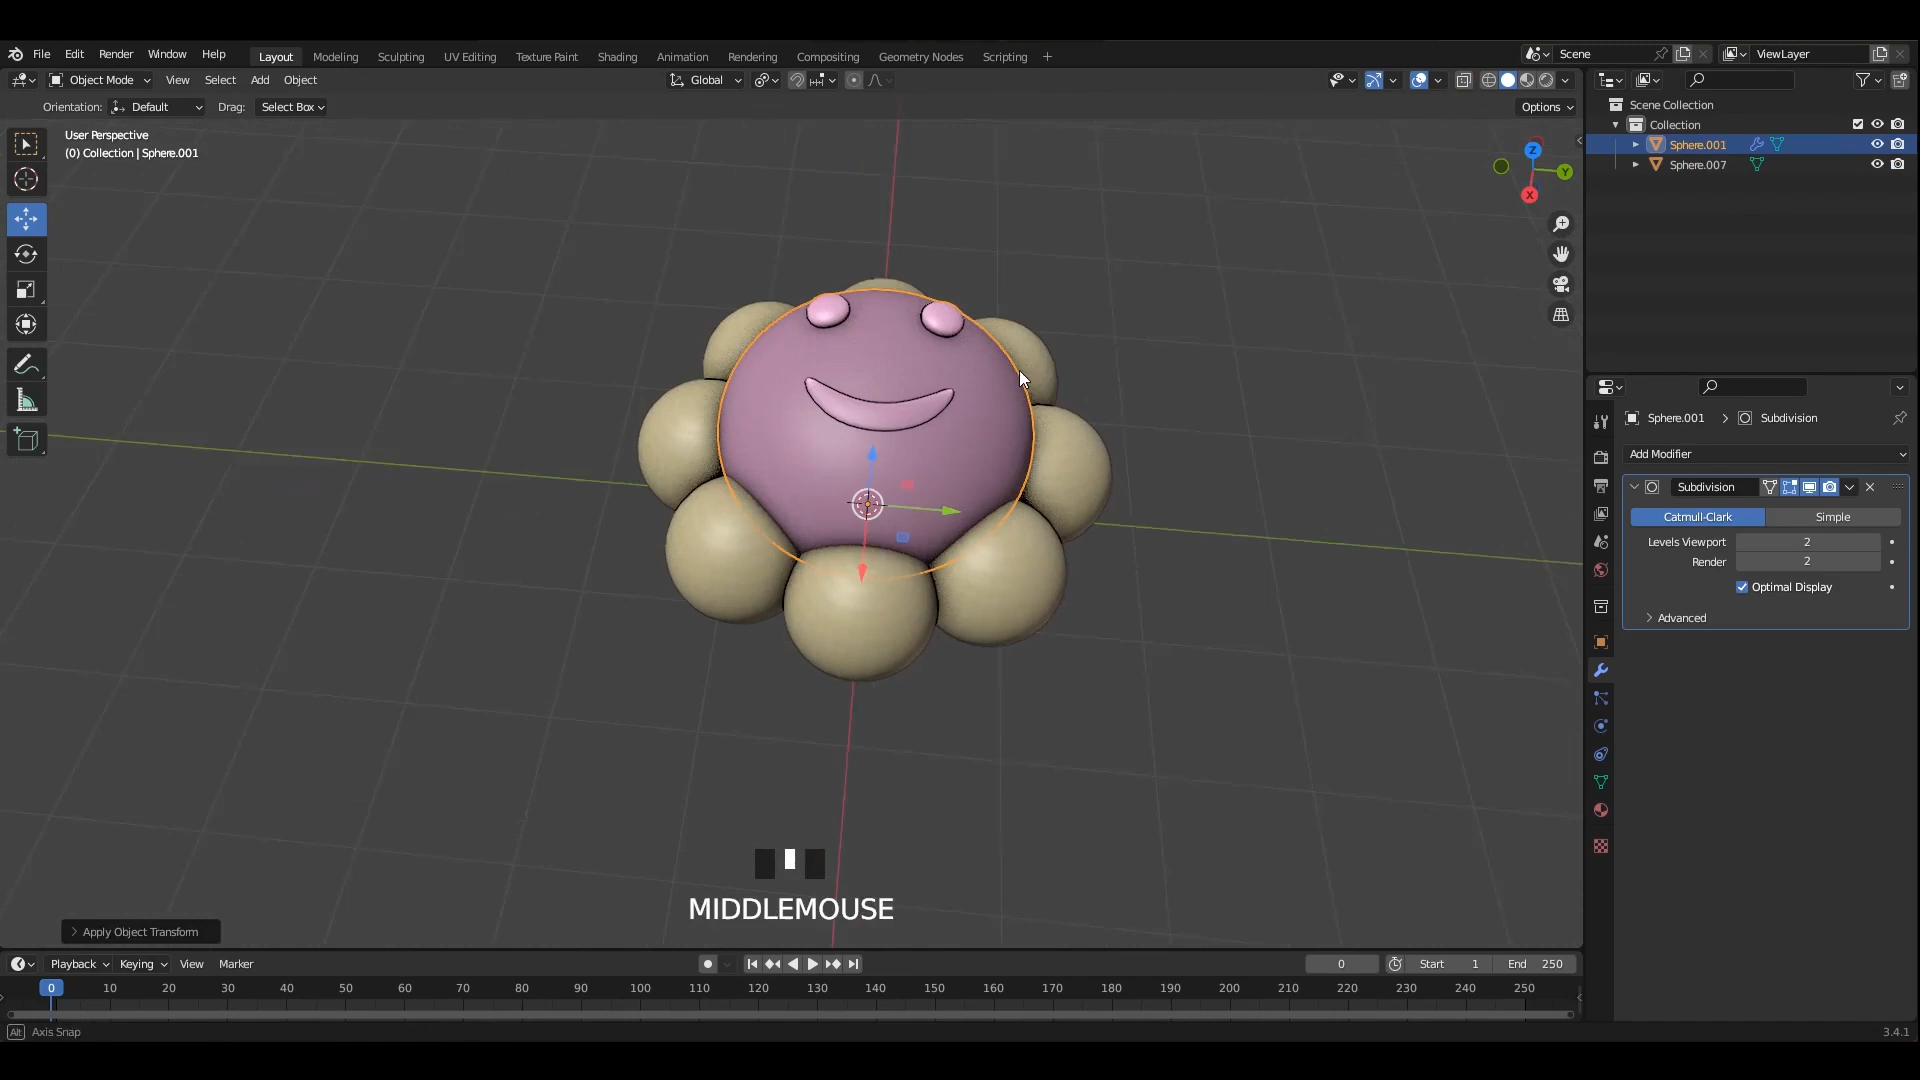 File Edit Render Window Help Layout Modeling Sculpting UV Editing Texture Paint Shading Animation Rendering Compositing Geometry Nodes Scripting + Scene ViewLayer
Object Mode View Select Add Object Global
Orientation: Default Drag: Select Box Options
User Perspective
(0) Collection | Sphere.001
Z
Y
X
Scene Collection
Collection
Sphere.001
Sphere.007
Sphere.001 > Subdivision
Add Modifier
Subdivision
Catmull-Clark Simple
Levels Viewport 2
Render 2
Optimal Display
> Advanced
MIDDLEMOUSE
> Apply Object Transform
Playback Keying View Marker 0 Start 1 End 250
0 10 20 30 40 50 60 70 80 90 100 110 120 130 140 150 160 170 180 190 200 210 220 230 240 250
Alt Axis Snap 3.4.1